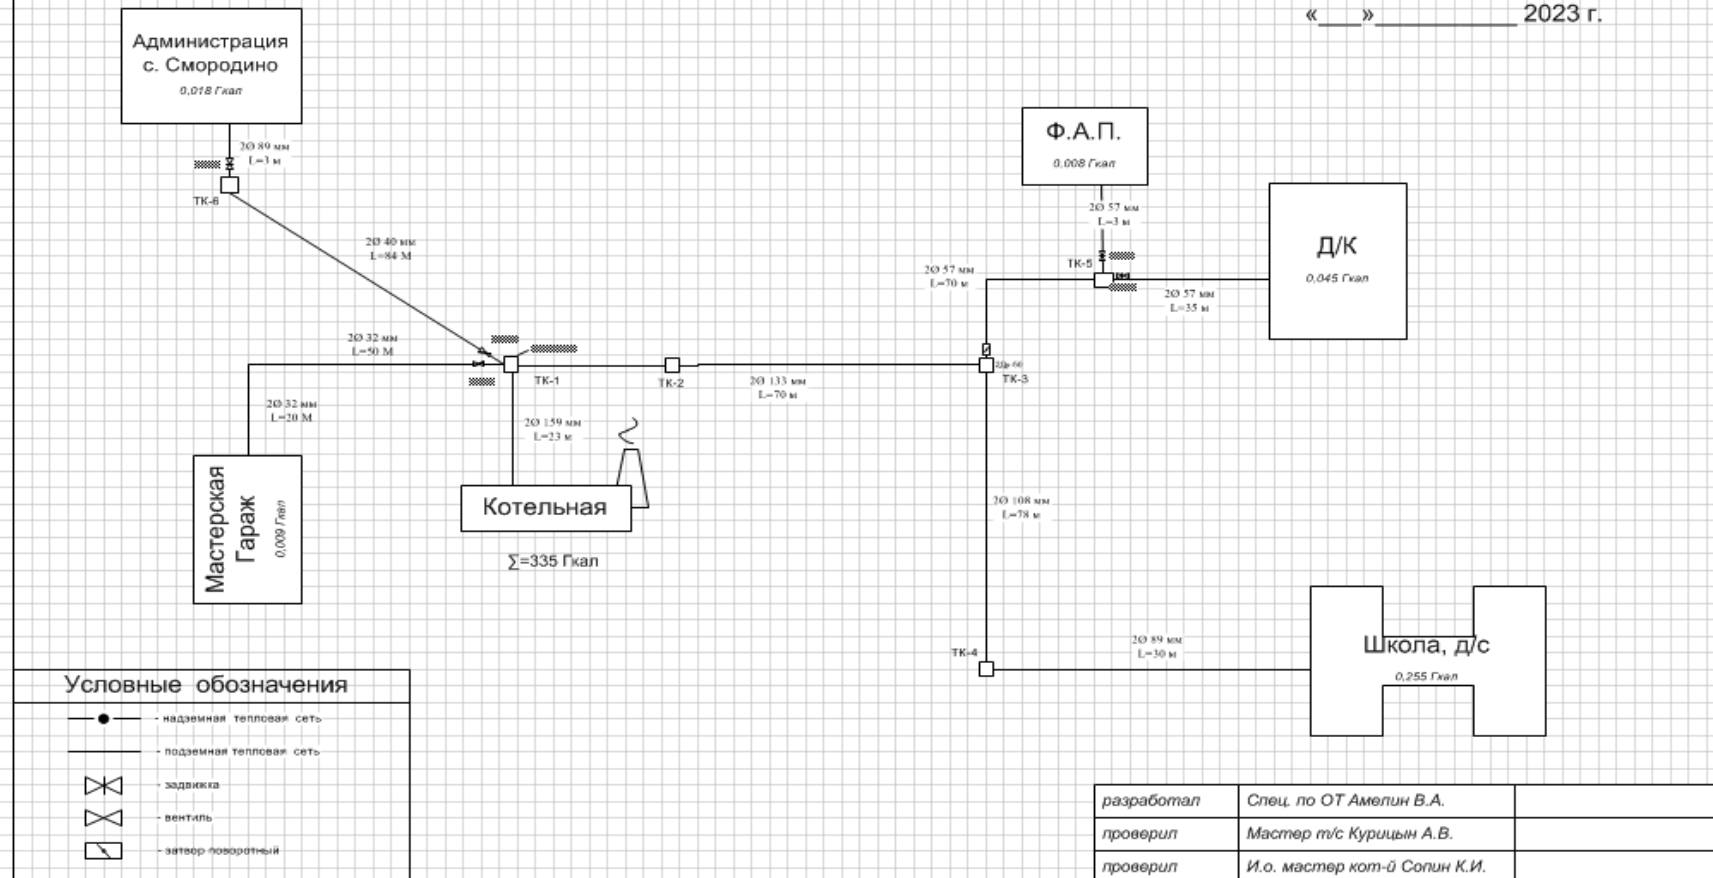 «___»__________ 2023 г.
Администрация
с. Смородино
0,018 Гкал
2Ø 89 мм
L=3 м
ТК-6
2Ø 40 мм
L=84 М
2Ø 32 мм
L=50 М
2Ø 32 мм
L=20 М
Мастерская
Гараж
0,009 Гкал
ТК-1
2Ø 159 мм
L=23 м
Котельная
∑=335 Гкал
ТК-2
2Ø 133 мм
L=70 м
ТК-3
2Ø 57 мм
L=70 м
ТК-5
Ф.А.П.
0,008 Гкал
2Ø 57 мм
L=3 м
2Ø 57 мм
L=35 м
Д/К
0,045 Гкал
2Ø 108 мм
L=78 м
ТК-4
2Ø 89 мм
L=30 м
Школа, д/с
0,255 Гкал
Условные обозначения
- надземная тепловая сеть
- подземная тепловая сеть
- задвижка
- вентиль
- затвор поворотный
разработал Спец. по ОТ Амелин В.А.
проверил Мастер т/с Курицын А.В.
проверил И.о. мастер кот-й Сопин К.И.